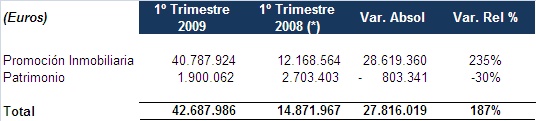 (Euros) 1º Trimestre 2009 1º Trimestre 2008 (*) Var. Absol Var. Rel %
Promoción Inmobiliaria 40.787.924 12.168.564 28.619.360 235%
Patrimonio 1.900.062 2.703.403 - 803.341 -30%
Total 42.687.986 14.871.967 27.816.019 187%